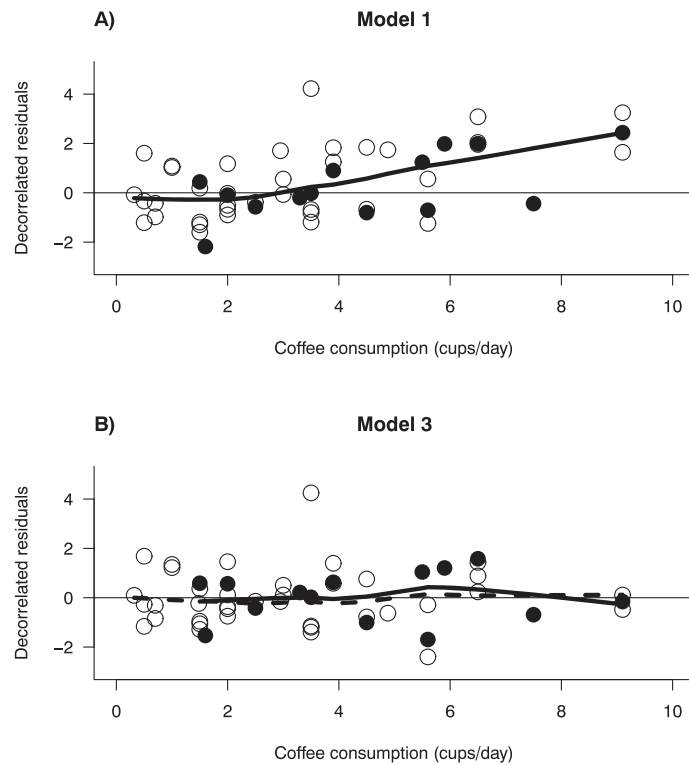 A) Model 1
Decorrelated residuals
4
2
0
−2
0 2 4 6 8 10
Coffee consumption (cups/day)
B) Model 3
Decorrelated residuals
4
2
0
−2
0 2 4 6 8 10
Coffee consumption (cups/day)